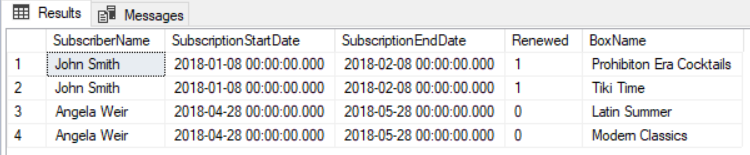 Results Messages
SubscriberName SubscriptionStartDate SubscriptionEndDate Renewed BoxName
1 John Smith 2018-01-08 00:00:00.000 2018-02-08 00:00:00.000 1 Prohibiton Era Cocktails
2 John Smith 2018-01-08 00:00:00.000 2018-02-08 00:00:00.000 1 Tiki Time
3 Angela Weir 2018-04-28 00:00:00.000 2018-05-28 00:00:00.000 0 Latin Summer
4 Angela Weir 2018-04-28 00:00:00.000 2018-05-28 00:00:00.000 0 Modern Classics